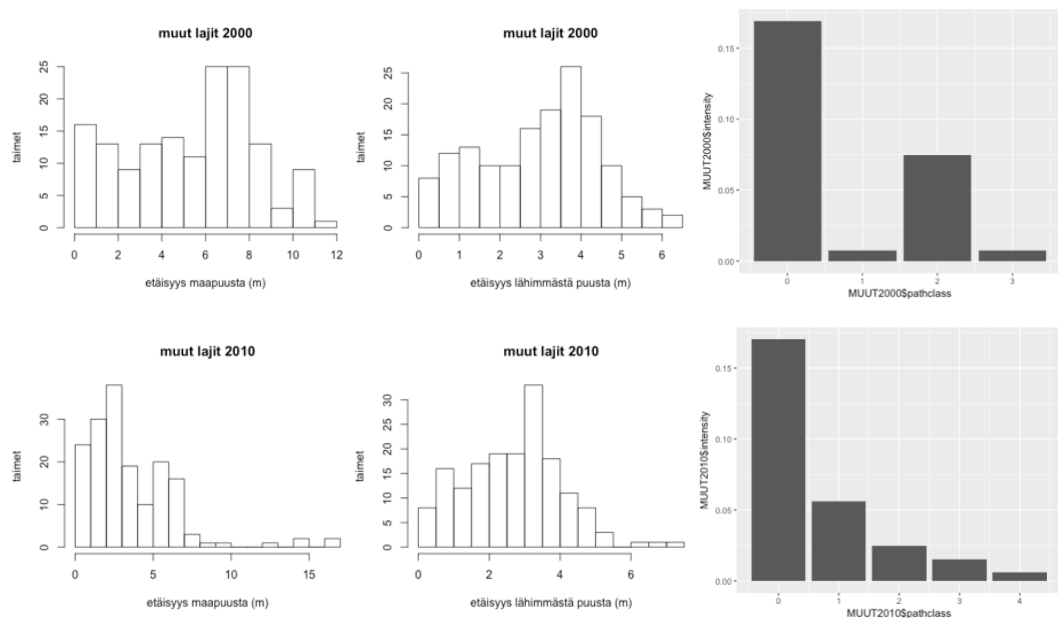 muut lajit 2000
taimet
0 5 10 15 20 25
0 2 4 6 8 10 12
etäisyys maapuusta (m)
muut lajit 2000
taimet
0 5 10 15 20 25
0 1 2 3 4 5 6
etäisyys lähimmästä puusta (m)
MUUT2000$intensity
0.15
0.10
0.05
0.00
0 1 2 3
MUUT2000$pathclass
muut lajit 2010
taimet
0 10 20 30
0 5 10 15
etäisyys maapuusta (m)
muut lajit 2010
taimet
0 5 10 15 20 25 30
0 2 4 6
etäisyys lähimmästä puusta (m)
MUUT2010$intensity
0.15
0.10
0.05
0.00
0 1 2 3 4
MUUT2010$pathclass